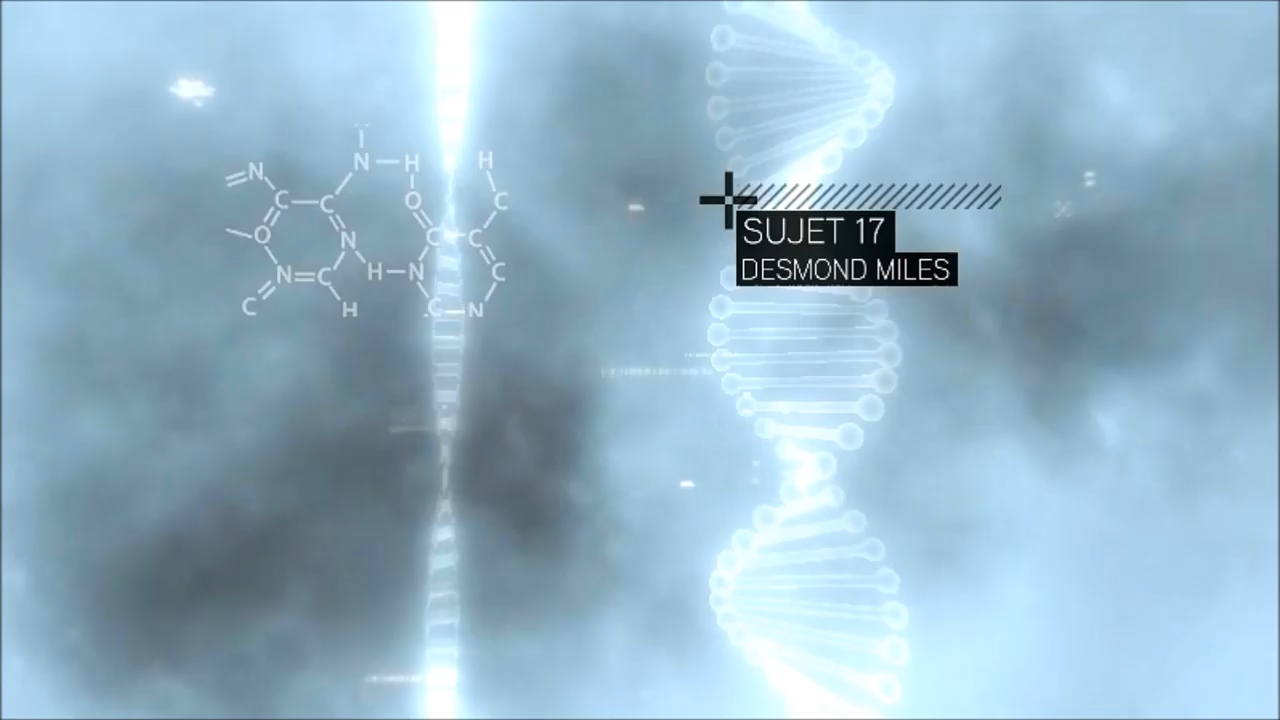 SUJET 17
DESMOND MILES
N
N H H
C C O C
O N C C
N C H N C
C H C N